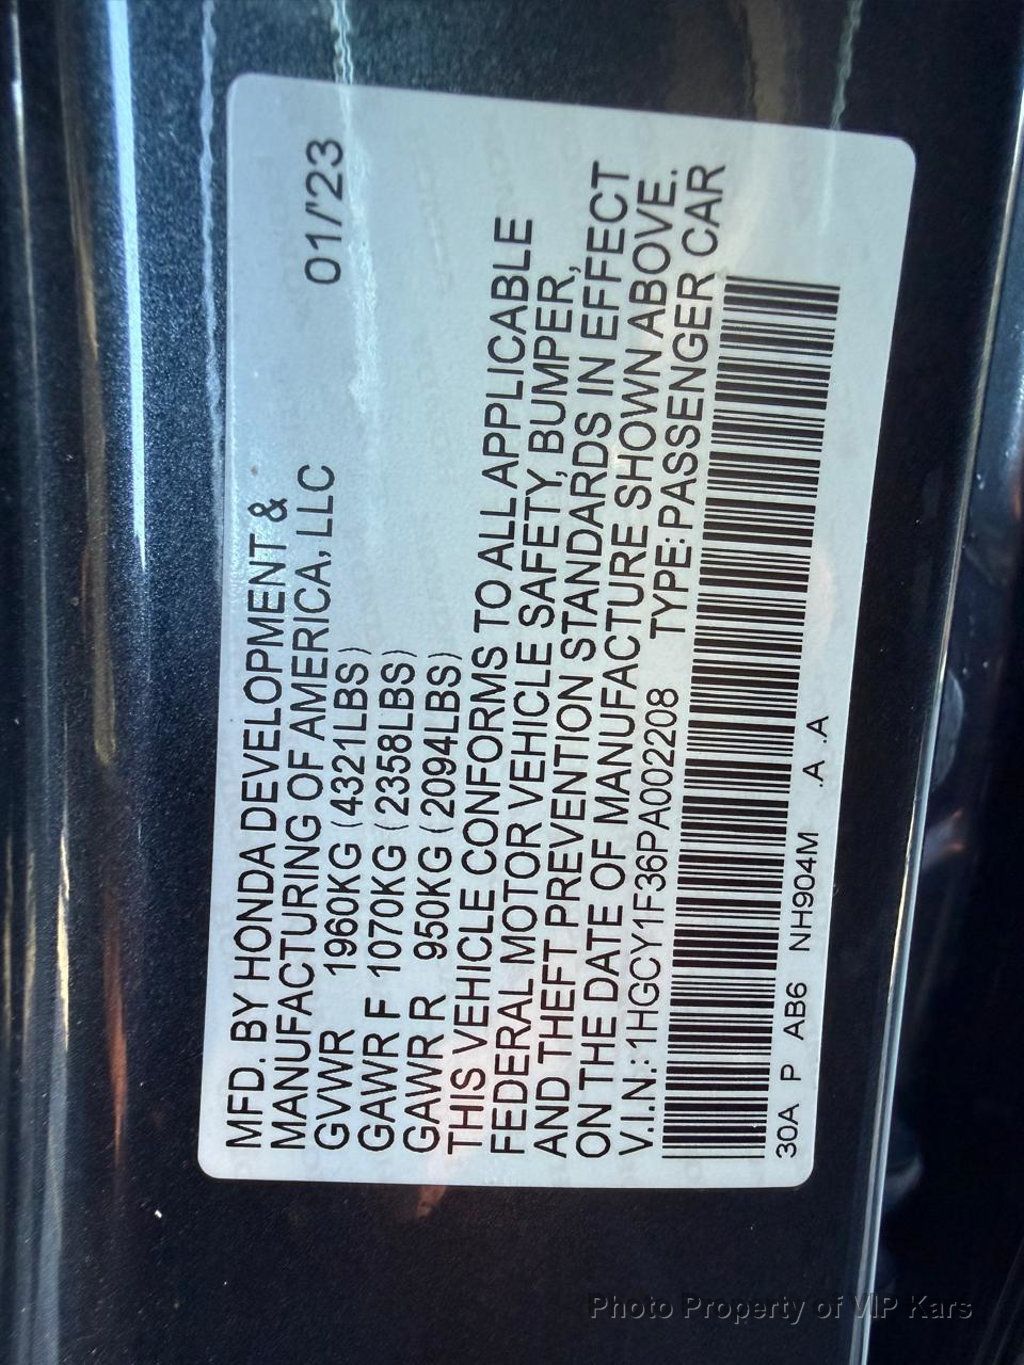 MFD. BY HONDA DEVELOPMENT &
MANUFACTURING OF AMERICA, LLC 01/'23
GVWR 1960KG (4321LBS)
GAWR F 1070KG (2358LBS)
GAWR R 950KG (2094LBS)
THIS VEHICLE CONFORMS TO ALL APPLICABLE
FEDERAL MOTOR VEHICLE SAFETY, BUMPER,
AND THEFT PREVENTION STANDARDS IN EFFECT
ON THE DATE OF MANUFACTURE SHOWN ABOVE.
V.I.N.: 1HGCY1F36PA002208 TYPE: PASSENGER CAR
30A P AB6 NH904M .A .A
Photo Property of VIP Kars